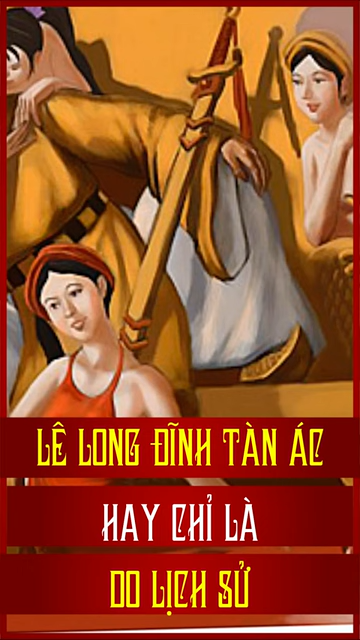 LÊ LONG ĐĨNH TÀN ÁC
HAY CHỈ LÀ
DO LỊCH SỬ